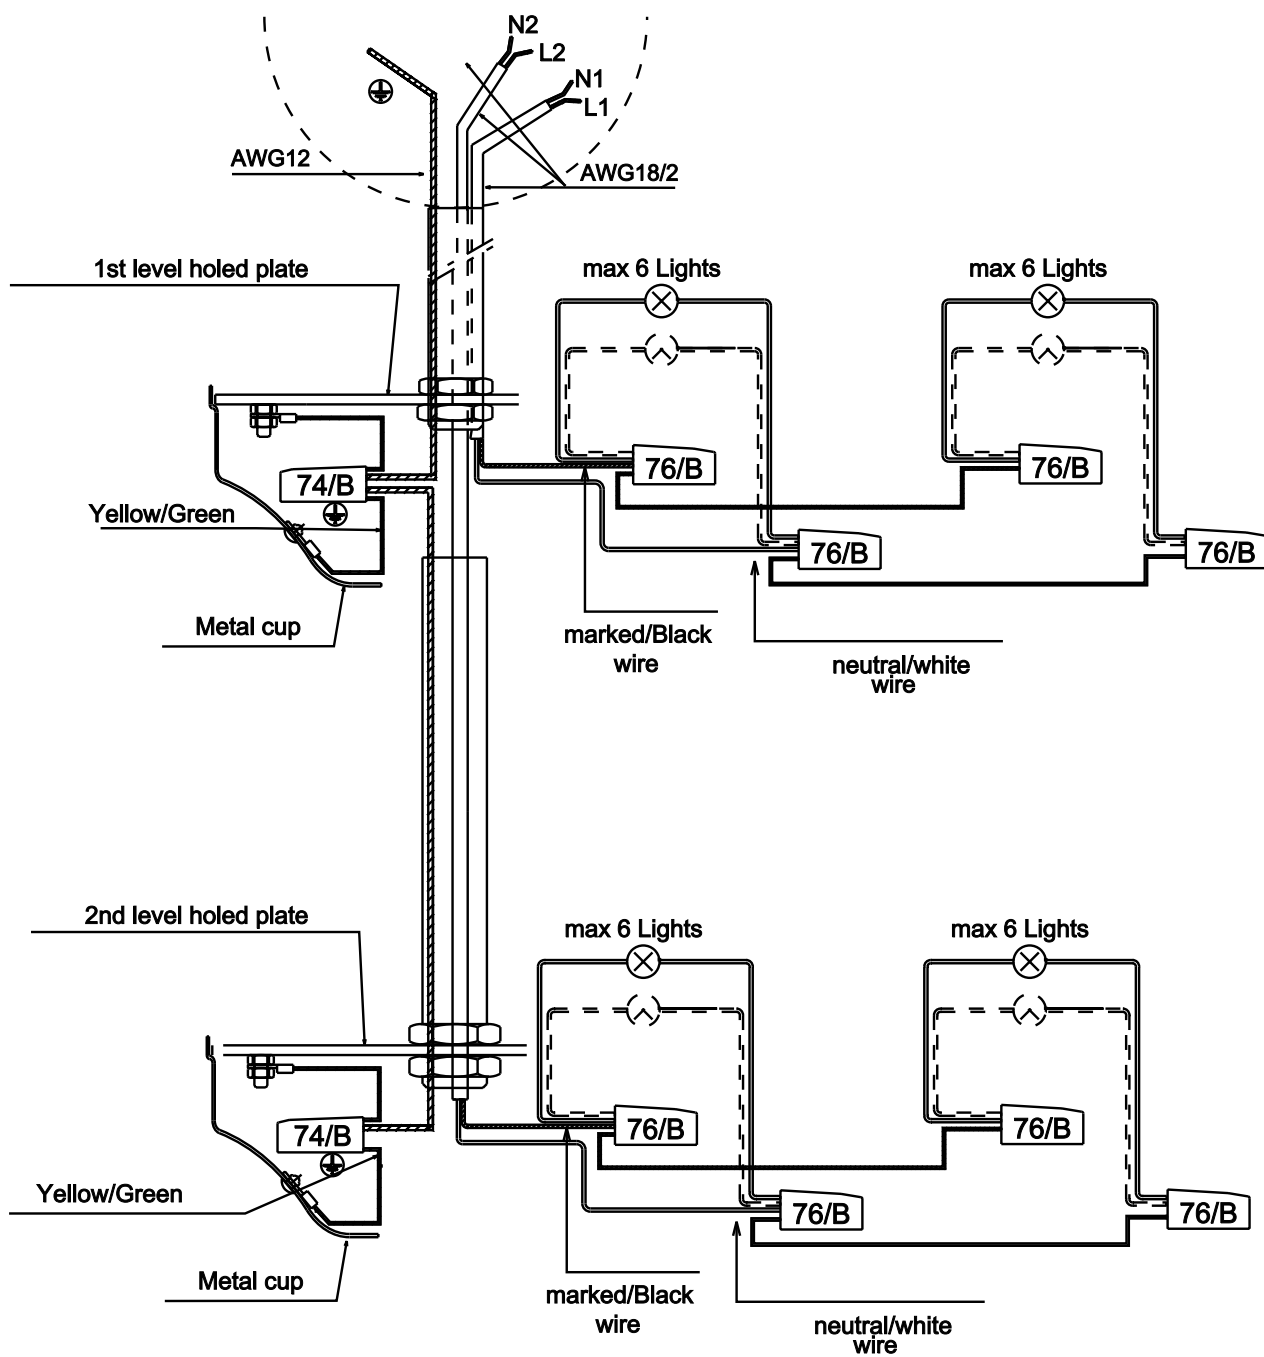 N2
L2
N1
L1
AWG12
AWG18/2
1st level holed plate
max 6 Lights
max 6 Lights
76/B
76/B
74/B
Yellow/Green
76/B
76/B
Metal cup
marked/Black
wire
neutral/white
wire
2nd level holed plate
max 6 Lights
max 6 Lights
76/B
76/B
74/B
Yellow/Green
76/B
76/B
Metal cup
marked/Black
wire
neutral/white
wire